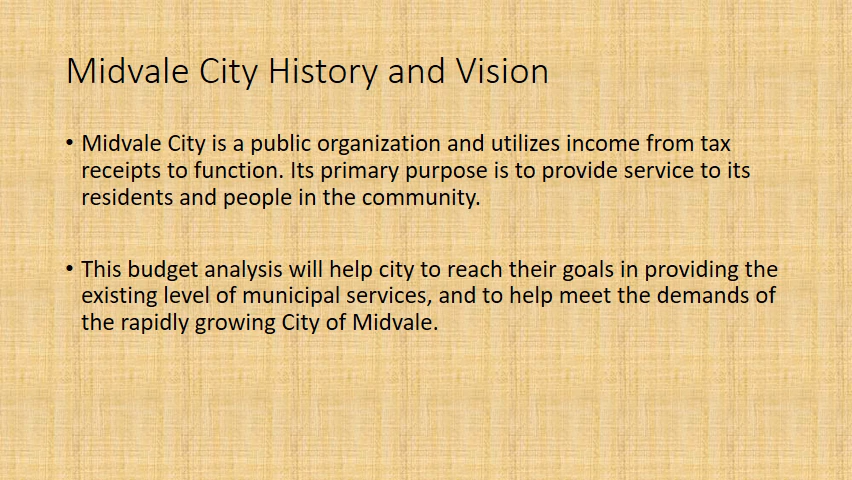 Midvale City History and Vision
• Midvale City is a public organization and utilizes income from tax
receipts to function. Its primary purpose is to provide service to its
residents and people in the community.
• This budget analysis will help city to reach their goals in providing the
existing level of municipal services, and to help meet the demands of
the rapidly growing City of Midvale.